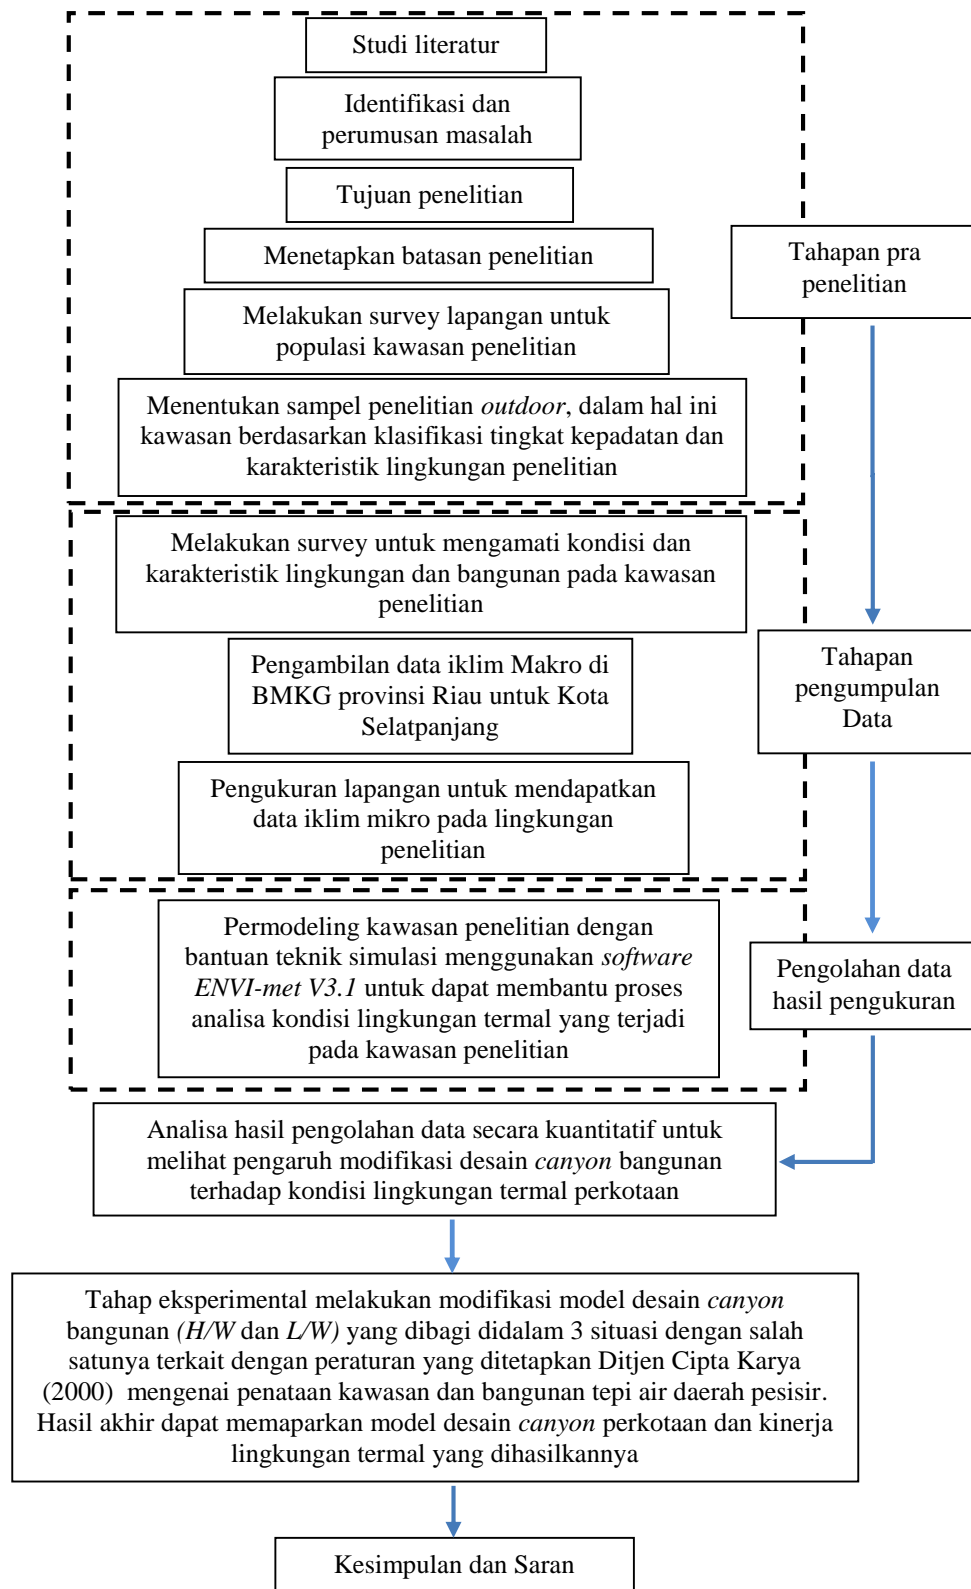 Studi literatur
Identifikasi dan
perumusan masalah
Tujuan penelitian
Menetapkan batasan penelitian
Melakukan survey lapangan untuk
populasi kawasan penelitian
Menentukan sampel penelitian outdoor, dalam hal ini
kawasan berdasarkan klasifikasi tingkat kepadatan dan
karakteristik lingkungan penelitian
Tahapan pra
penelitian
Melakukan survey untuk mengamati kondisi dan
karakteristik lingkungan dan bangunan pada kawasan
penelitian
Pengambilan data iklim Makro di
BMKG provinsi Riau untuk Kota
Selatpanjang
Pengukuran lapangan untuk mendapatkan
data iklim mikro pada lingkungan
penelitian
Tahapan
pengumpulan
Data
Permodeling kawasan penelitian dengan
bantuan teknik simulasi menggunakan software
ENVI-met V3.1 untuk dapat membantu proses
analisa kondisi lingkungan termal yang terjadi
pada kawasan penelitian
Pengolahan data
hasil pengukuran
Analisa hasil pengolahan data secara kuantitatif untuk
melihat pengaruh modifikasi desain canyon bangunan
terhadap kondisi lingkungan termal perkotaan
Tahap eksperimental melakukan modifikasi model desain canyon
bangunan (H/W dan L/W) yang dibagi didalam 3 situasi dengan salah
satunya terkait dengan peraturan yang ditetapkan Ditjen Cipta Karya
(2000) mengenai penataan kawasan dan bangunan tepi air daerah pesisir.
Hasil akhir dapat memaparkan model desain canyon perkotaan dan kinerja
lingkungan termal yang dihasilkannya
Kesimpulan dan Saran